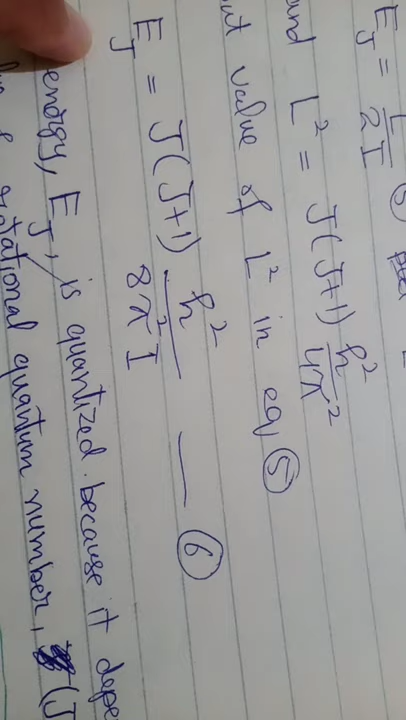 E_J = L²/2I ⑤
and L² = J(J+1) h²/4π²
value of L² in eq ⑤
E_J = J(J+1) h²/8π²I — ⑥
energy, E_J, is quantized because it
rotational quantum number, (J